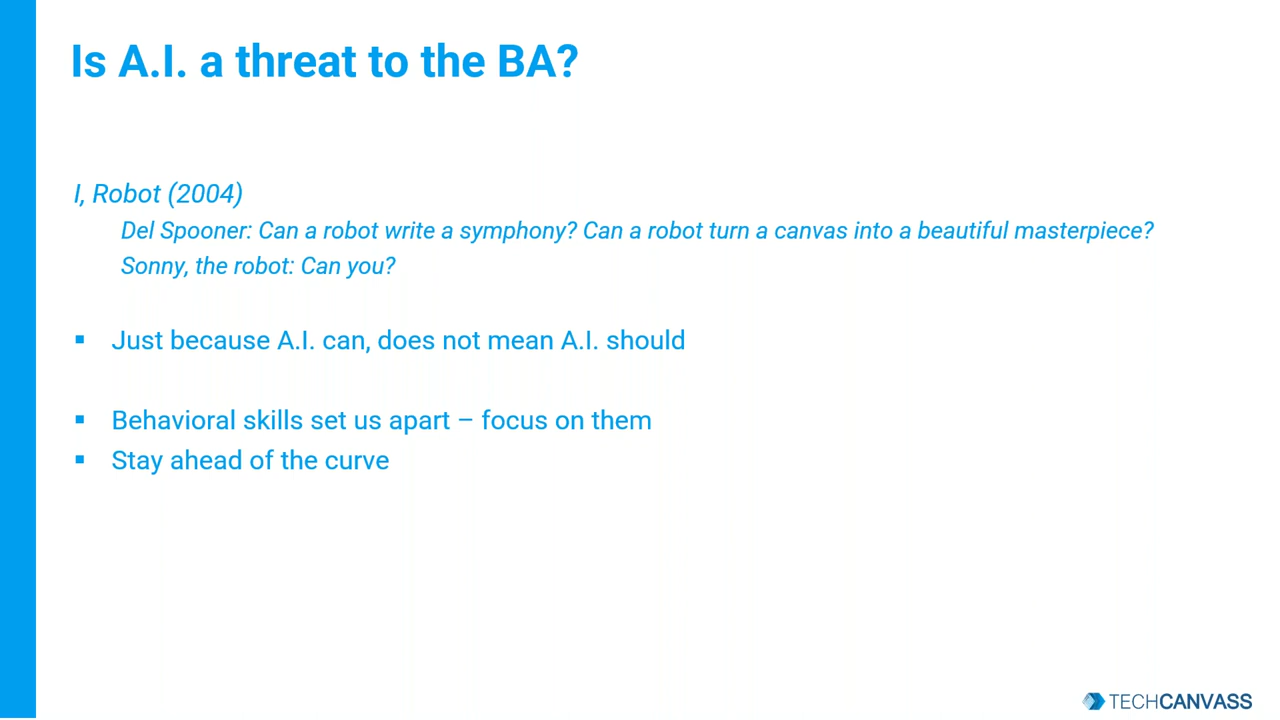 Is A.I. a threat to the BA?
I, Robot (2004)
Del Spooner: Can a robot write a symphony? Can a robot turn a canvas into a beautiful masterpiece?
Sonny, the robot: Can you?
▪ Just because A.I. can, does not mean A.I. should
▪ Behavioral skills set us apart – focus on them
▪ Stay ahead of the curve
TECHCANVASS